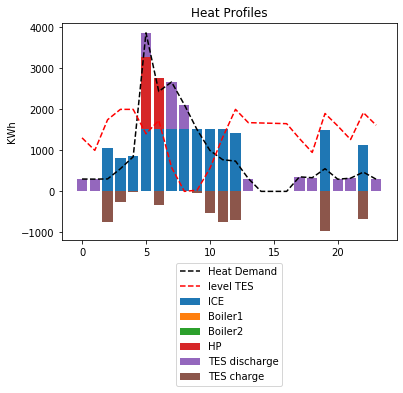 Heat Profiles
4000
3000
2000
1000
0
−1000
KWh
0 5 10 15 20
Heat Demand
level TES
ICE
Boiler1
Boiler2
HP
TES discharge
TES charge